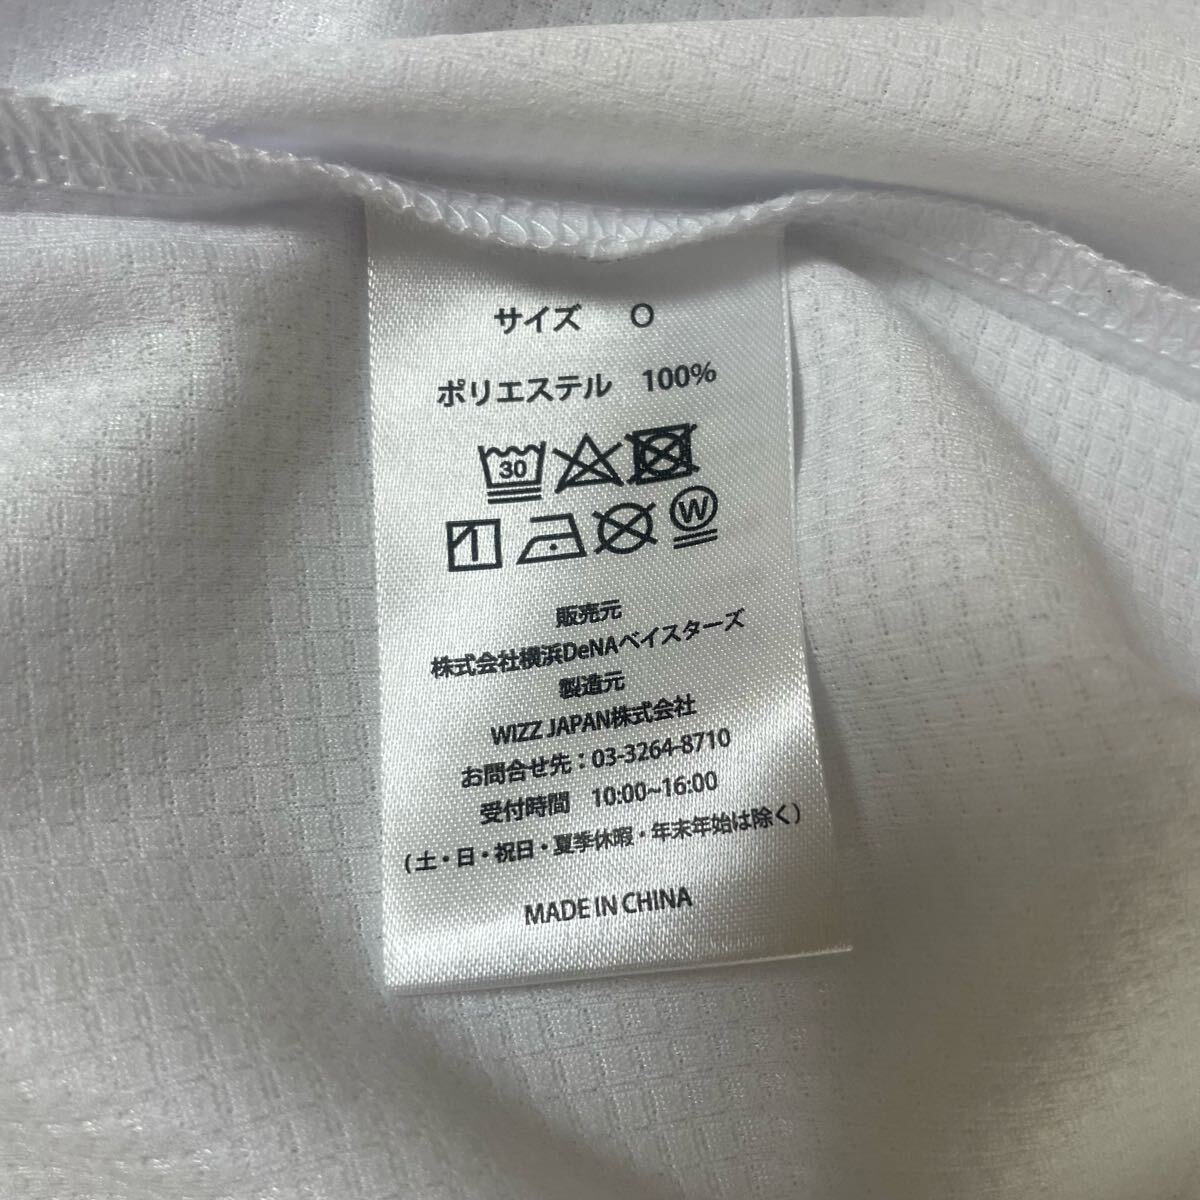 サイズ O
ポリエステル 100%
30
W
販売元
株式会社横浜DeNAベイスターズ
製造元
WIZZ JAPAN株式会社
お問合せ先：03-3264-8710
受付時間 10:00~16:00
(土・日・祝日・夏季休暇・年末年始は除く)
MADE IN CHINA